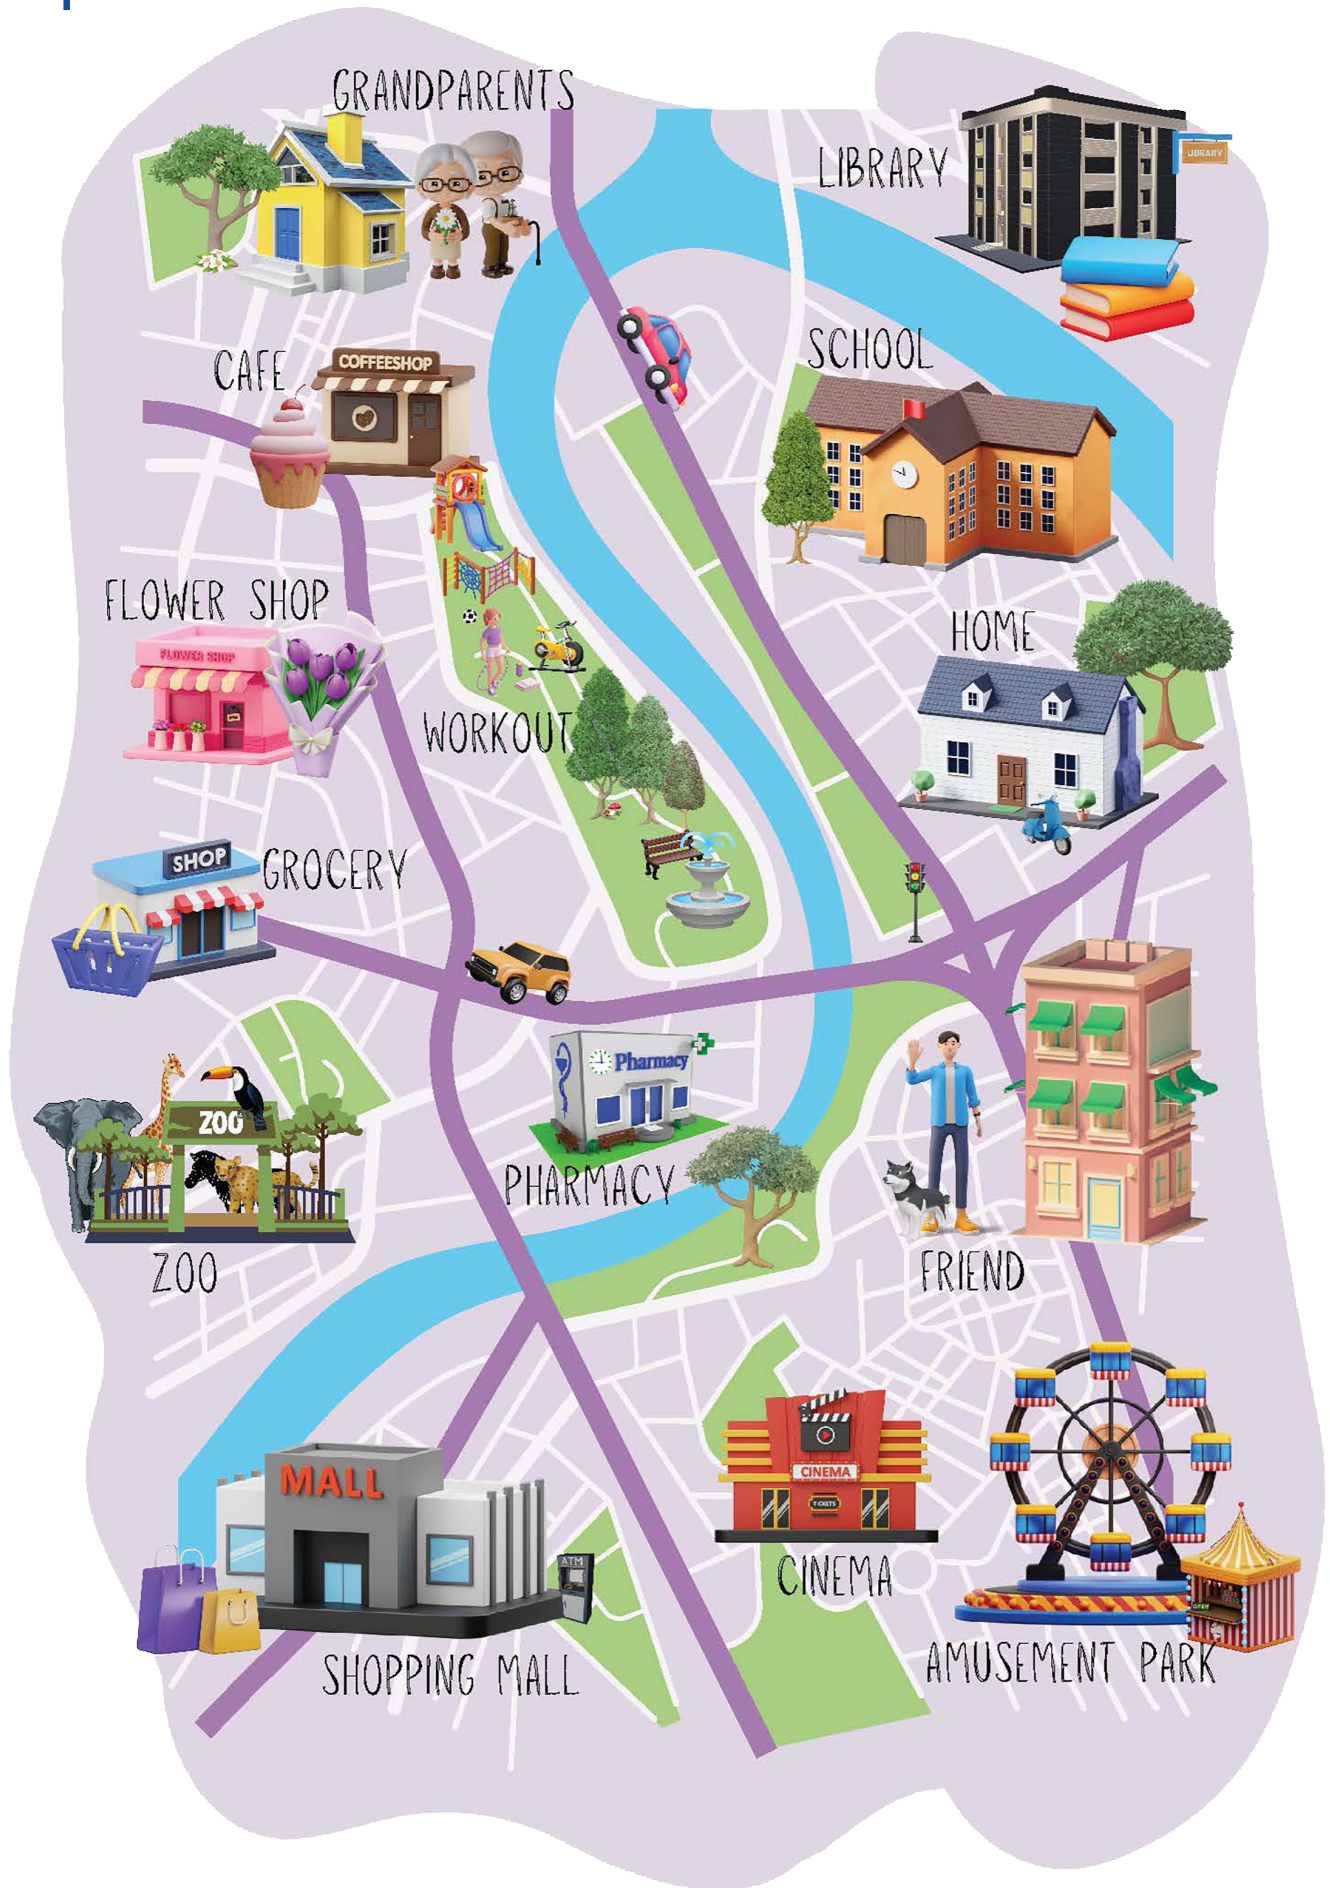 GRANDPARENTS
LIBRARY
LIBRARY
SCHOOL
CAFE
COFFEESHOP
FLOWER SHOP
FLOWER SHOP
HOME
WORKOUT
SHOP
GROCERY
Pharmacy
PHARMACY
ZOO
ZOO
FRIEND
MALL
CINEMA
TICKETS
CINEMA
ATM
OPEN
SHOPPING MALL
AMUSEMENT PARK